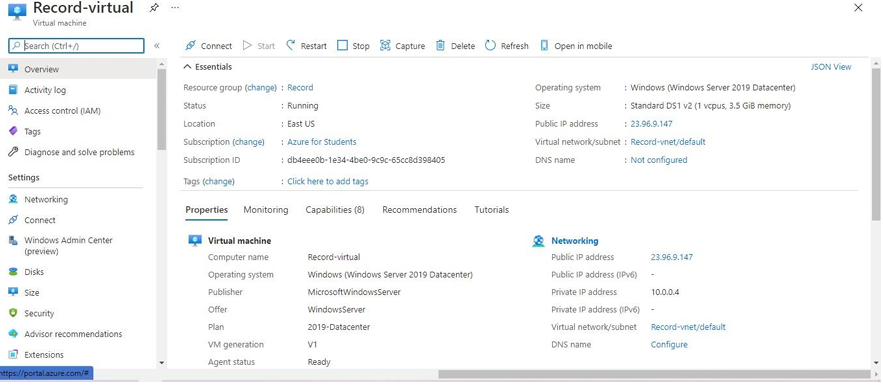 Record-virtual
Virtual machine
Search (Ctrl+/)
Overview
Activity log
Access control (IAM)
Tags
Diagnose and solve problems
Settings
Networking
Connect
Windows Admin Center
(preview)
Disks
Size
Security
Advisor recommendations
Extensions
https://portal.azure.com/#
Connect Start Restart Stop Capture Delete Refresh Open in mobile
Essentials JSON View
Resource group (change) : Record
Status : Running
Location : East US
Subscription (change) : Azure for Students
Subscription ID : db4eee0b-1e34-4be0-9c9c-65cc8d398405
Tags (change) : Click here to add tags
Operating system : Windows (Windows Server 2019 Datacenter)
Size : Standard DS1 v2 (1 vcpus, 3.5 GiB memory)
Public IP address : 23.96.9.147
Virtual network/subnet : Record-vnet/default
DNS name : Not configured
Properties Monitoring Capabilities (8) Recommendations Tutorials
Virtual machine
Computer name Record-virtual
Operating system Windows (Windows Server 2019 Datacenter)
Publisher MicrosoftWindowsServer
Offer WindowsServer
Plan 2019-Datacenter
VM generation V1
Agent status Ready
Networking
Public IP address 23.96.9.147
Public IP address (IPv6) -
Private IP address 10.0.0.4
Private IP address (IPv6) -
Virtual network/subnet Record-vnet/default
DNS name Configure